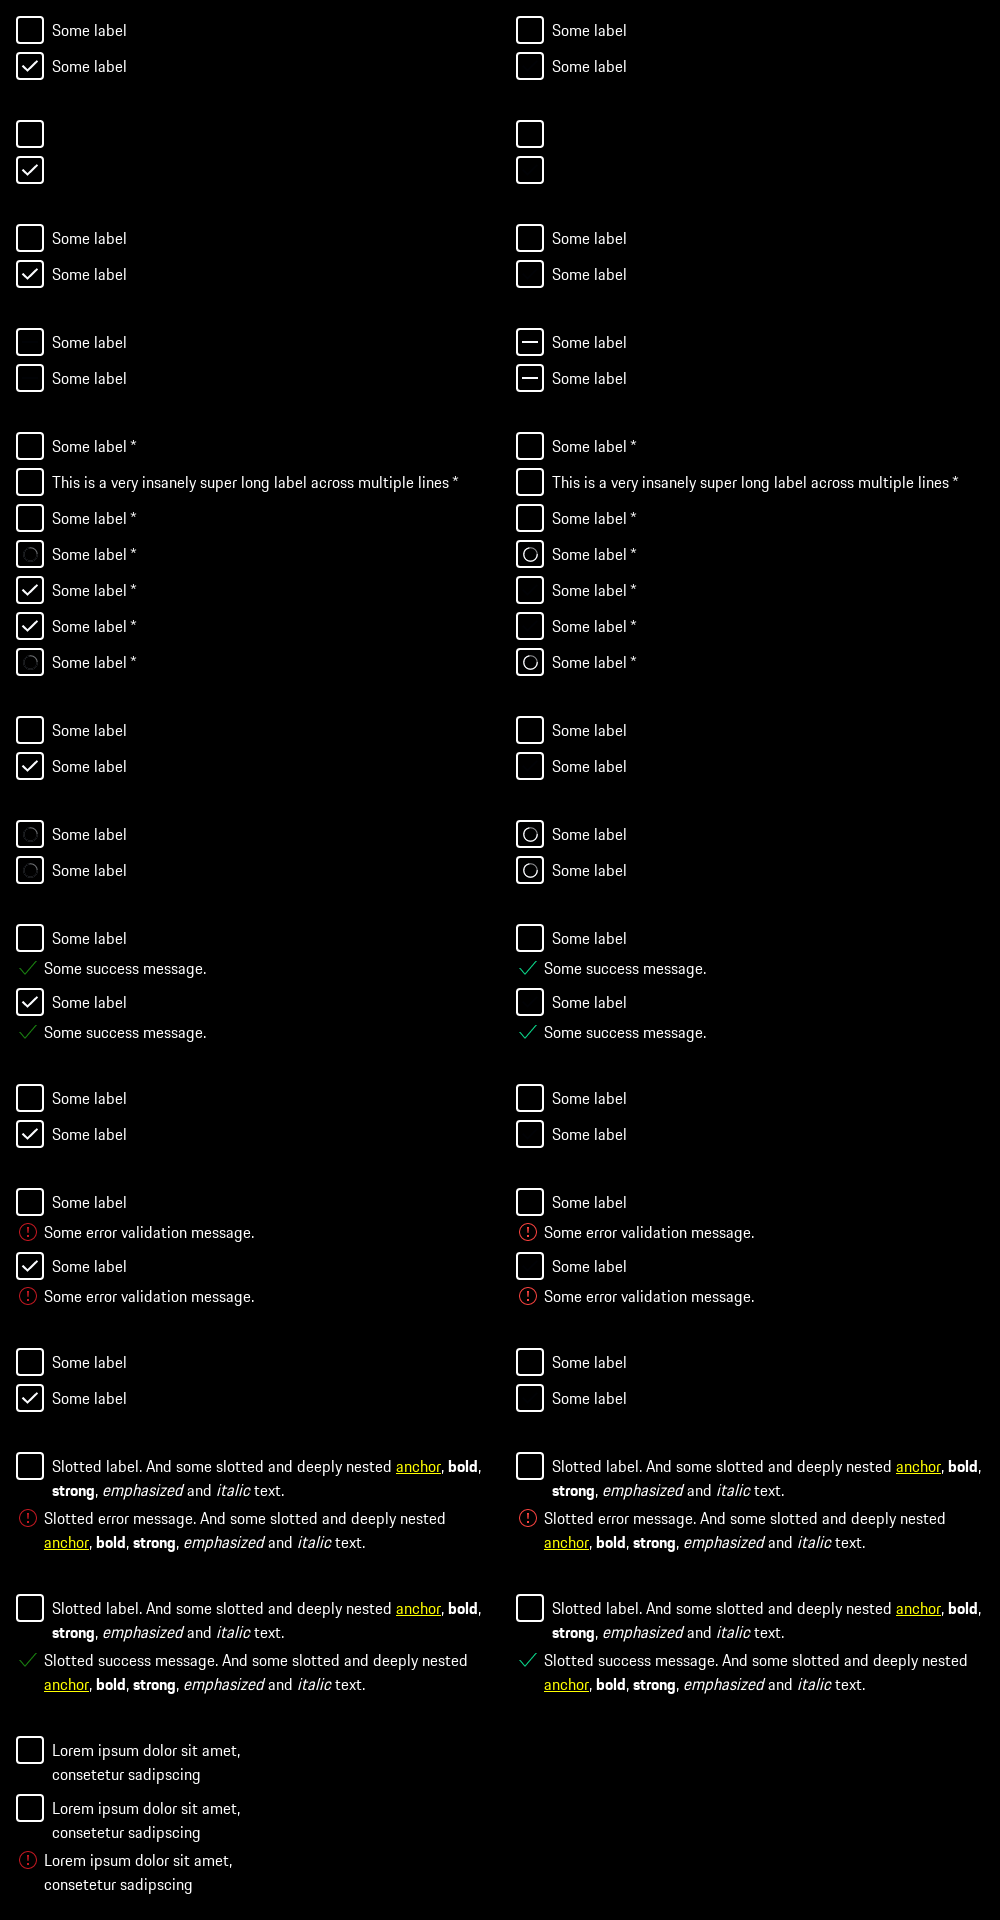 Some label
Some label
Some label
Some label
Some label
Some label
Some label
Some label
Some label
Some label
Some label
Some label
Some label *
Some label *
This is a very insanely super long label across multiple lines *
This is a very insanely super long label across multiple lines *
Some label *
Some label *
Some label *
Some label *
Some label *
Some label *
Some label *
Some label *
Some label *
Some label *
Some label
Some label
Some label
Some label
Some label
Some label
Some label
Some label
Some label
Some label
Some success message.
Some success message.
Some label
Some label
Some success message.
Some success message.
Some label
Some label
Some label
Some label
Some label
Some label
Some error validation message.
Some error validation message.
Some label
Some label
Some error validation message.
Some error validation message.
Some label
Some label
Some label
Some label
Slotted label. And some slotted and deeply nested anchor, bold,
strong, emphasized and italic text.
Slotted error message. And some slotted and deeply nested
anchor, bold, strong, emphasized and italic text.
Slotted label. And some slotted and deeply nested anchor, bold,
strong, emphasized and italic text.
Slotted error message. And some slotted and deeply nested
anchor, bold, strong, emphasized and italic text.
Slotted label. And some slotted and deeply nested anchor, bold,
strong, emphasized and italic text.
Slotted success message. And some slotted and deeply nested
anchor, bold, strong, emphasized and italic text.
Slotted label. And some slotted and deeply nested anchor, bold,
strong, emphasized and italic text.
Slotted success message. And some slotted and deeply nested
anchor, bold, strong, emphasized and italic text.
Lorem ipsum dolor sit amet,
consetetur sadipscing
Lorem ipsum dolor sit amet,
consetetur sadipscing
Lorem ipsum dolor sit amet,
consetetur sadipscing